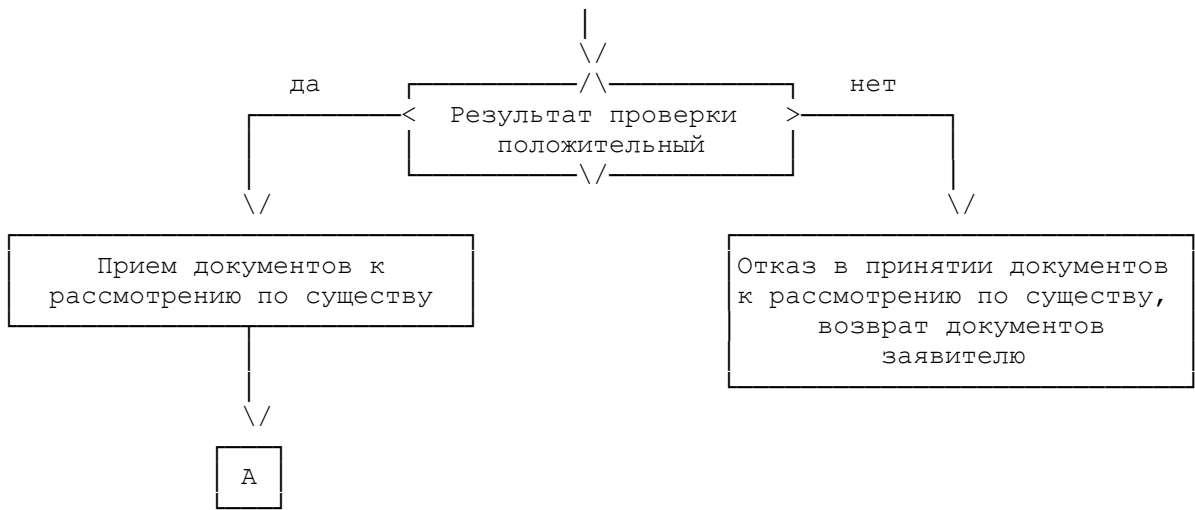 да
нет
Результат проверки
положительный
Прием документов к
рассмотрению по существу
Отказ в принятии документов
к рассмотрению по существу,
возврат документов
заявителю
А